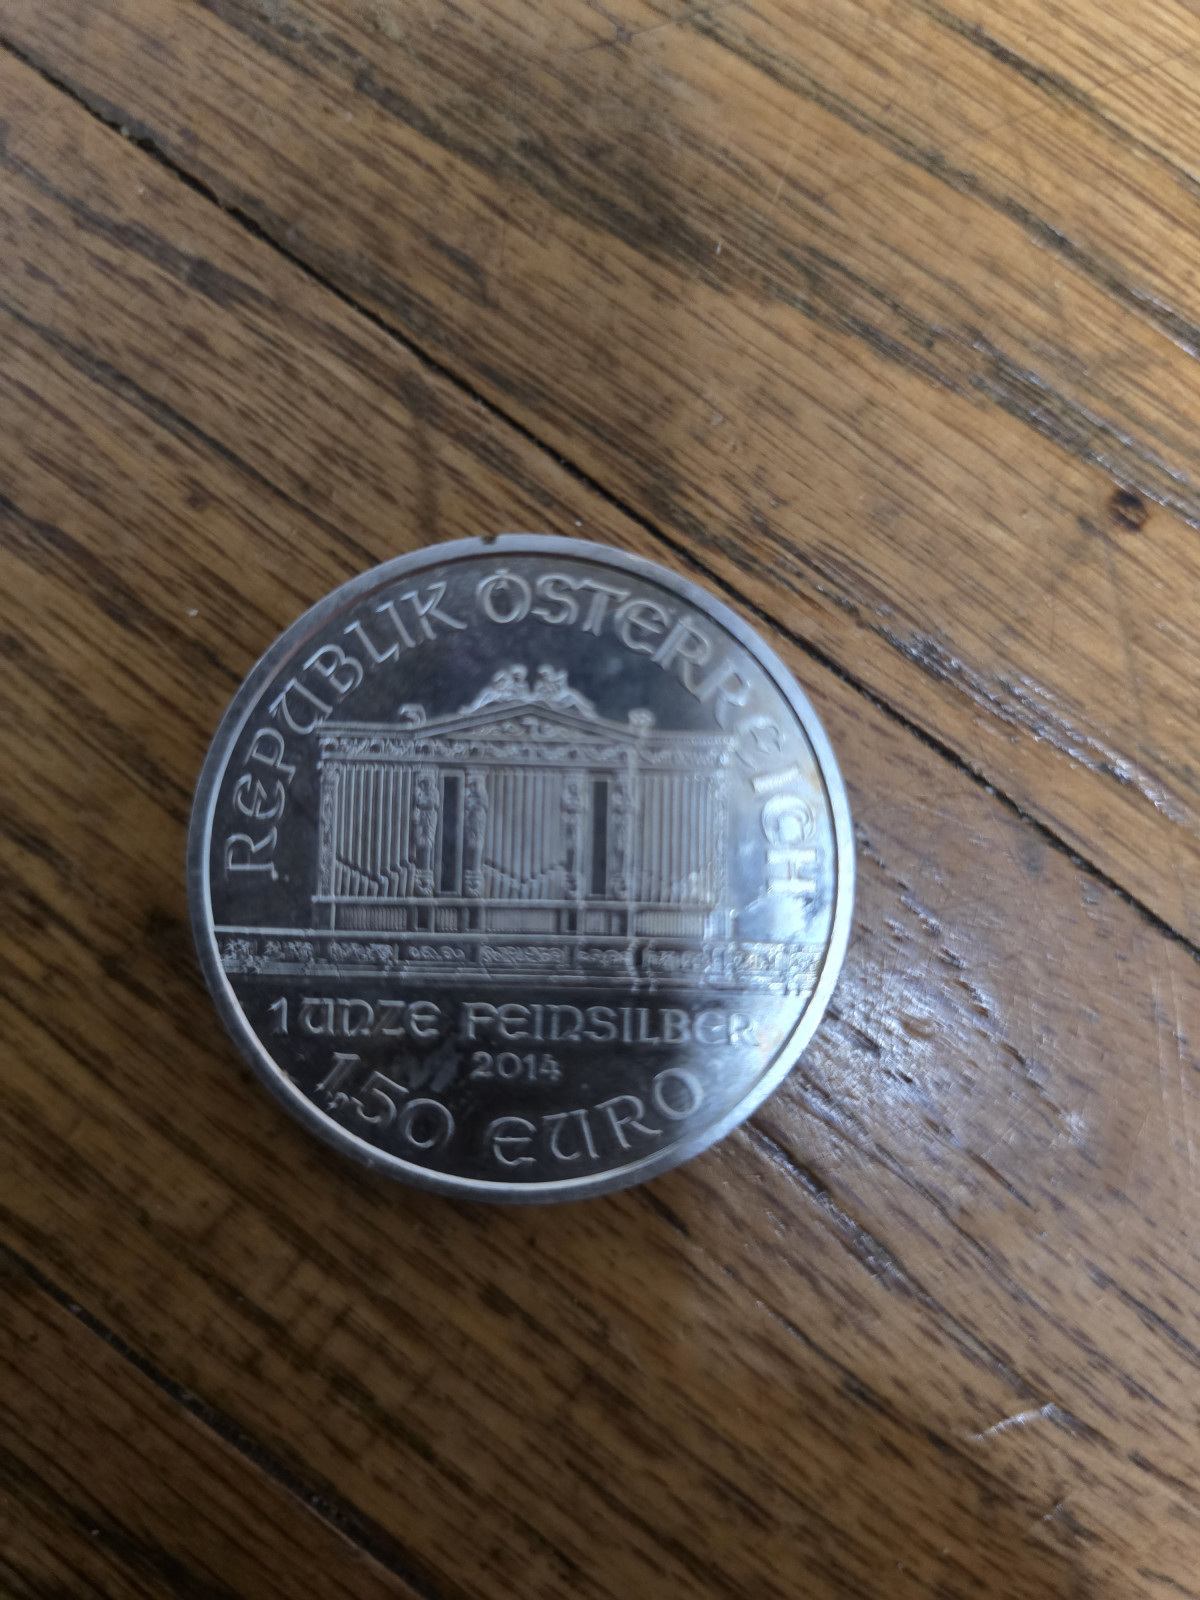 REPUBLIK ÖSTERREICH
1 UNZE FEINSILBER
2014
1,50 EURO